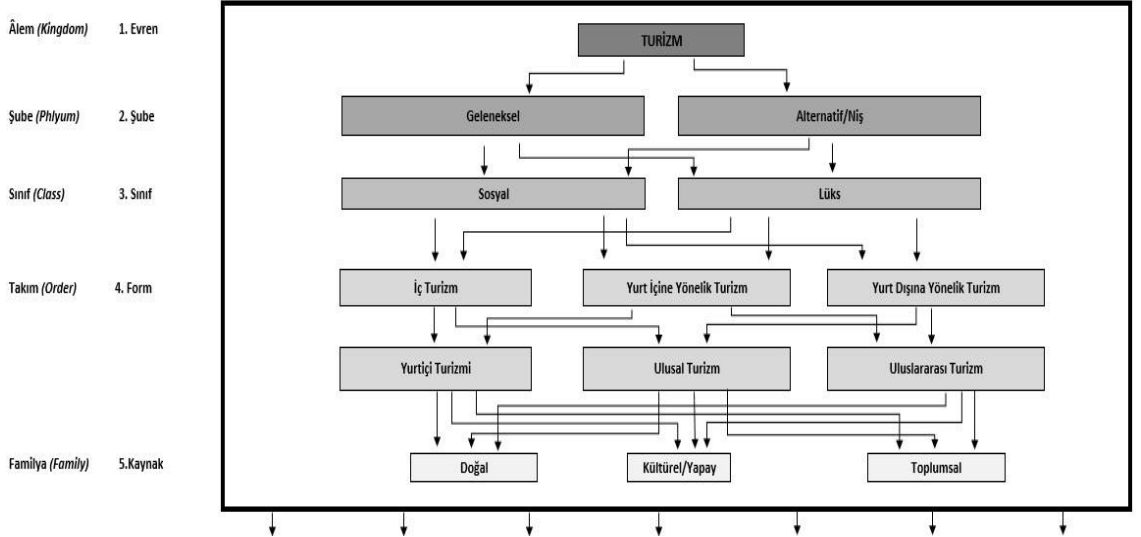 Âlem (Kingdom) 1. Evren
TURİZM
Şube (Phlyum) 2. Şube
Geleneksel
Alternatif/Niş
Sınıf (Class) 3. Sınıf
Sosyal
Lüks
Takım (Order) 4. Form
İç Turizm
Yurt İçine Yönelik Turizm
Yurt Dışına Yönelik Turizm
Yurtiçi Turizmi
Ulusal Turizm
Uluslararası Turizm
Familya (Family) 5.Kaynak
Doğal
Kültürel/Yapay
Toplumsal